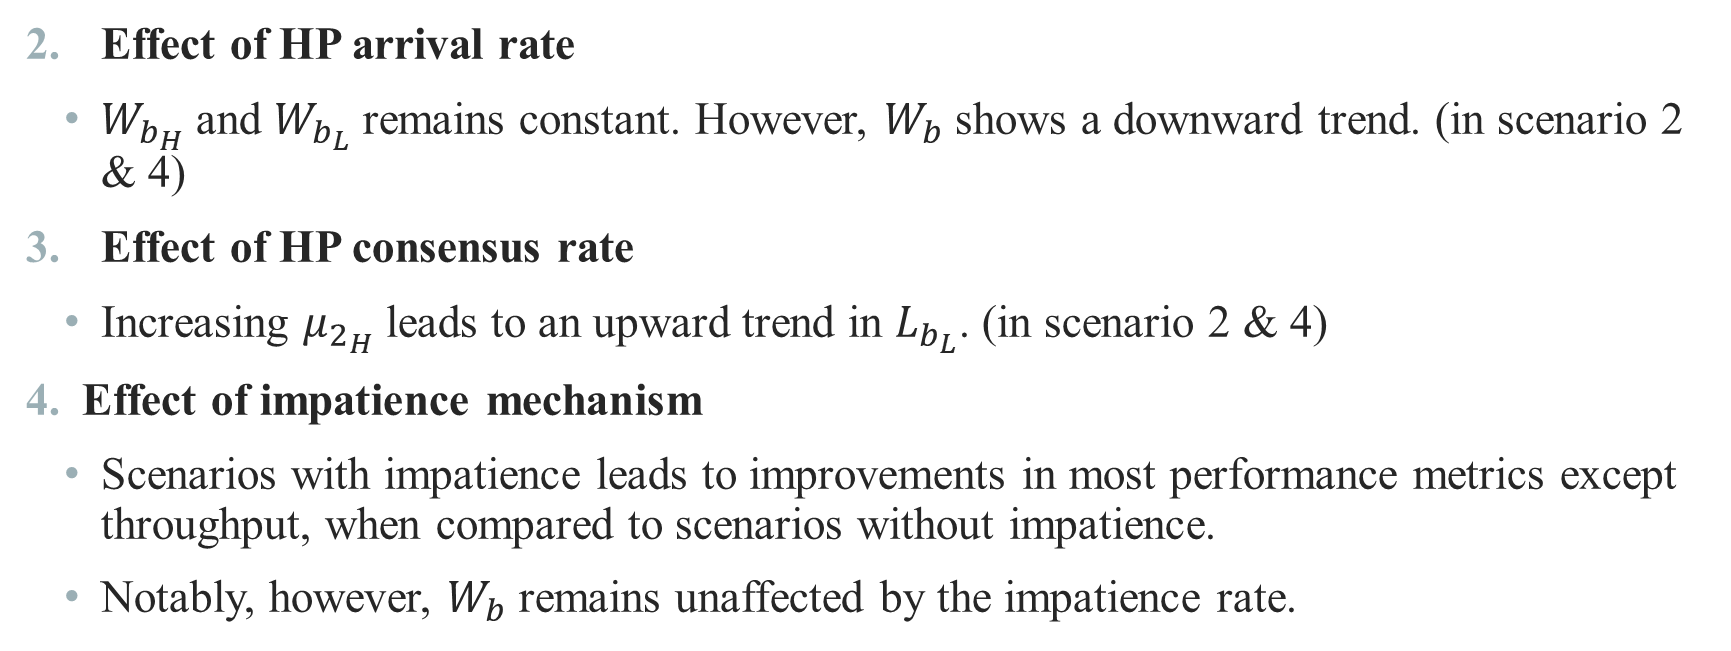 2. Effect of HP arrival rate
• W_{b_H} and W_{b_L} remains constant. However, W_b shows a downward trend. (in scenario 2
& 4)
3. Effect of HP consensus rate
• Increasing μ_{2_H} leads to an upward trend in L_{b_L}. (in scenario 2 & 4)
4. Effect of impatience mechanism
• Scenarios with impatience leads to improvements in most performance metrics except
throughput, when compared to scenarios without impatience.
• Notably, however, W_b remains unaffected by the impatience rate.